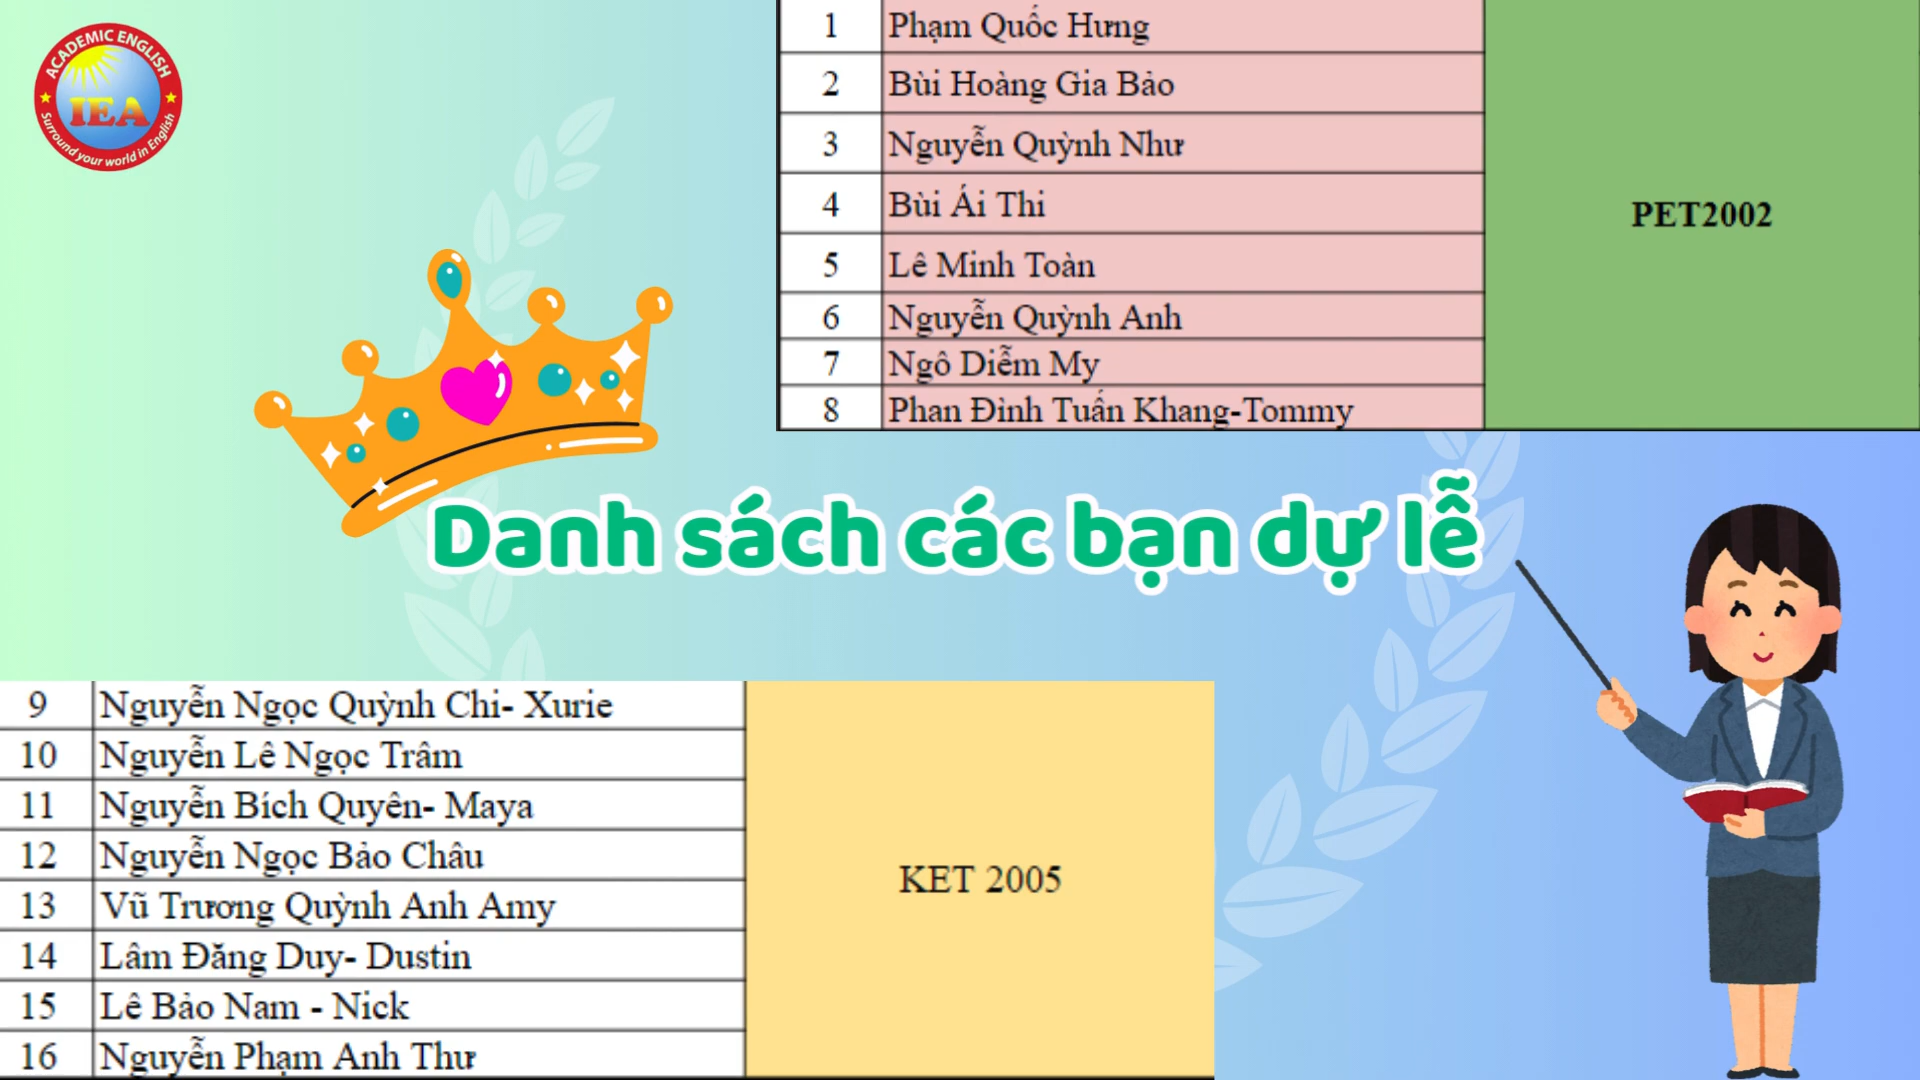 ACADEMIC ENGLISH
IEA
Surround your world in English
1 Phạm Quốc Hưng
2 Bùi Hoàng Gia Bảo
3 Nguyễn Quỳnh Như
4 Bùi Ái Thi
5 Lê Minh Toàn
6 Nguyễn Quỳnh Anh
7 Ngô Diễm My
8 Phan Đình Tuấn Khang-Tommy
PET2002
Danh sách các bạn dự lễ
9 Nguyễn Ngọc Quỳnh Chi- Xurie
10 Nguyễn Lê Ngọc Trâm
11 Nguyễn Bích Quyên- Maya
12 Nguyễn Ngọc Bảo Châu
13 Vũ Trương Quỳnh Anh Amy
14 Lâm Đăng Duy- Dustin
15 Lê Bảo Nam - Nick
16 Nguyễn Phạm Anh Thư
KET 2005